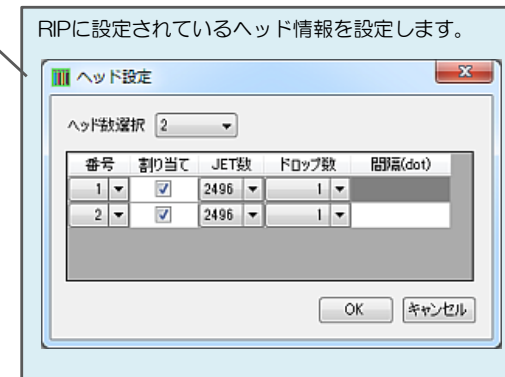 RIPに設定されているヘッド情報を設定します。
ヘッド設定
ヘッド数選択 2
番号 割り当て JET数 ドロップ数 間隔(dot)
1 2496 1
2 2496 1
OK キャンセル